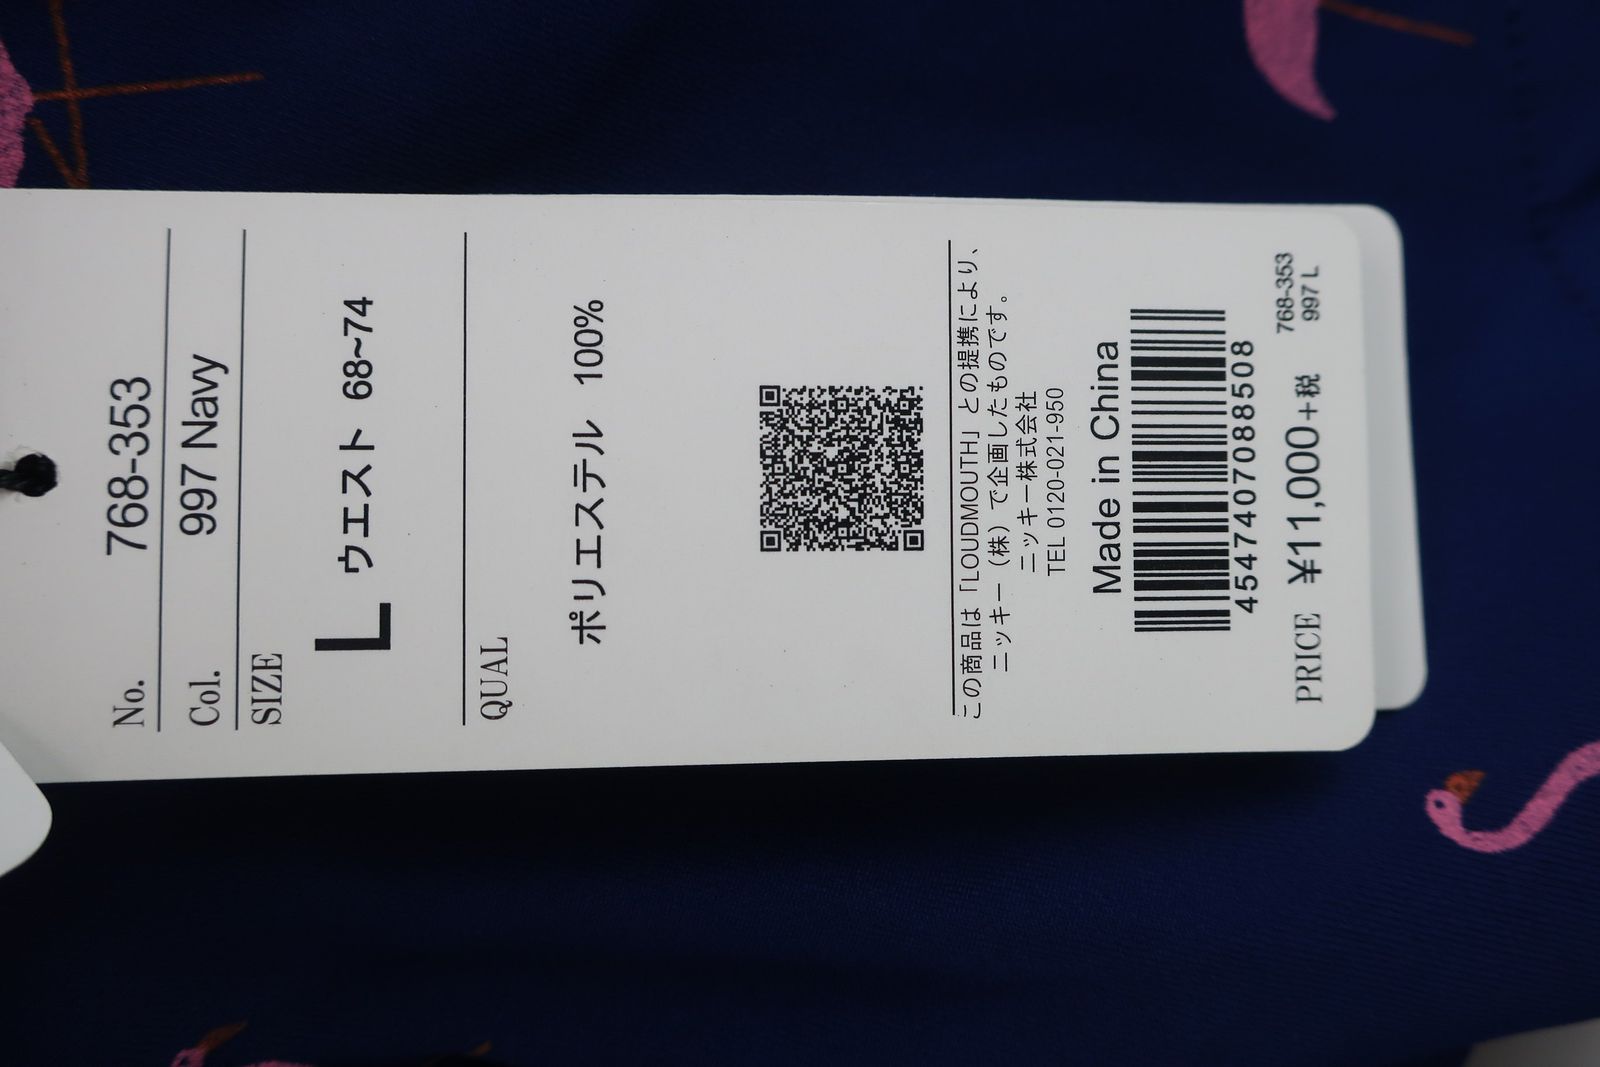 No. 768-353
Col. 997 Navy
SIZE
L ウエスト 68~74
QUAL
ポリエステル 100%
この商品は「LOUDMOUTH」との提携により、
ニッキー（株）で企画したものです。
ニッキー株式会社
TEL 0120-021-950
Made in China
4547407088508
768-353
997 L
PRICE ¥11,000+税